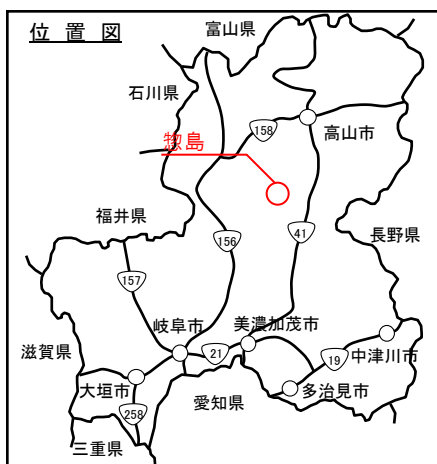 位 置 図
富山県
石川県
惣島
158
高山市
福井県
156
41
長野県
157
岐阜市
美濃加茂市
滋賀県
21
19
中津川市
大垣市
多治見市
258
愛知県
三重県